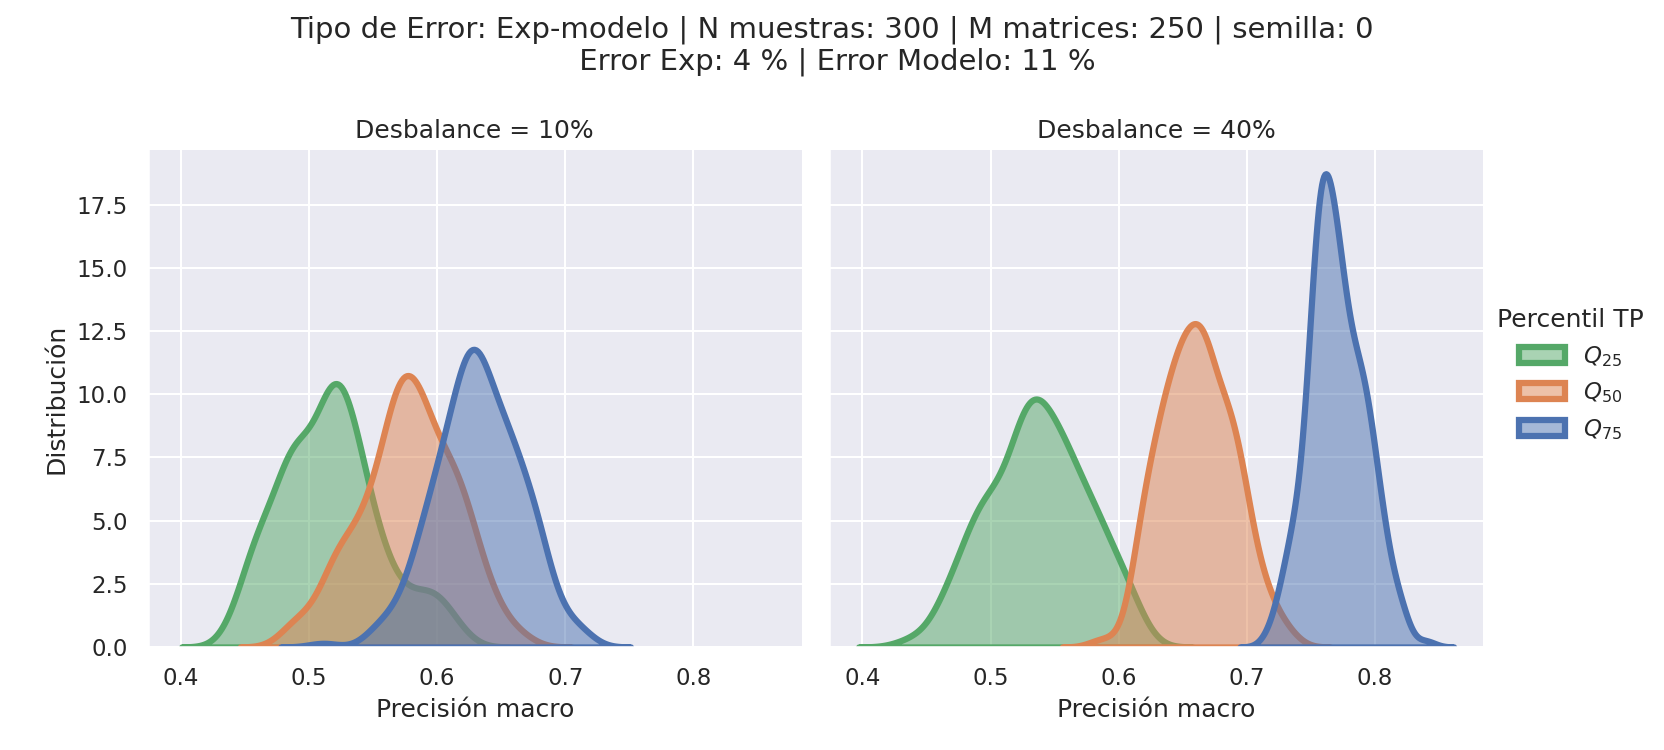 Tipo de Error: Exp-modelo | N muestras: 300 | M matrices: 250 | semilla: 0
Error Exp: 4 % | Error Modelo: 11 %
Desbalance = 10%
Desbalance = 40%
Distribución
17.5
15.0
12.5
10.0
7.5
5.0
2.5
0.0
0.4 0.5 0.6 0.7 0.8
0.4 0.5 0.6 0.7 0.8
Precisión macro
Precisión macro
Percentil TP
Q25
Q50
Q75